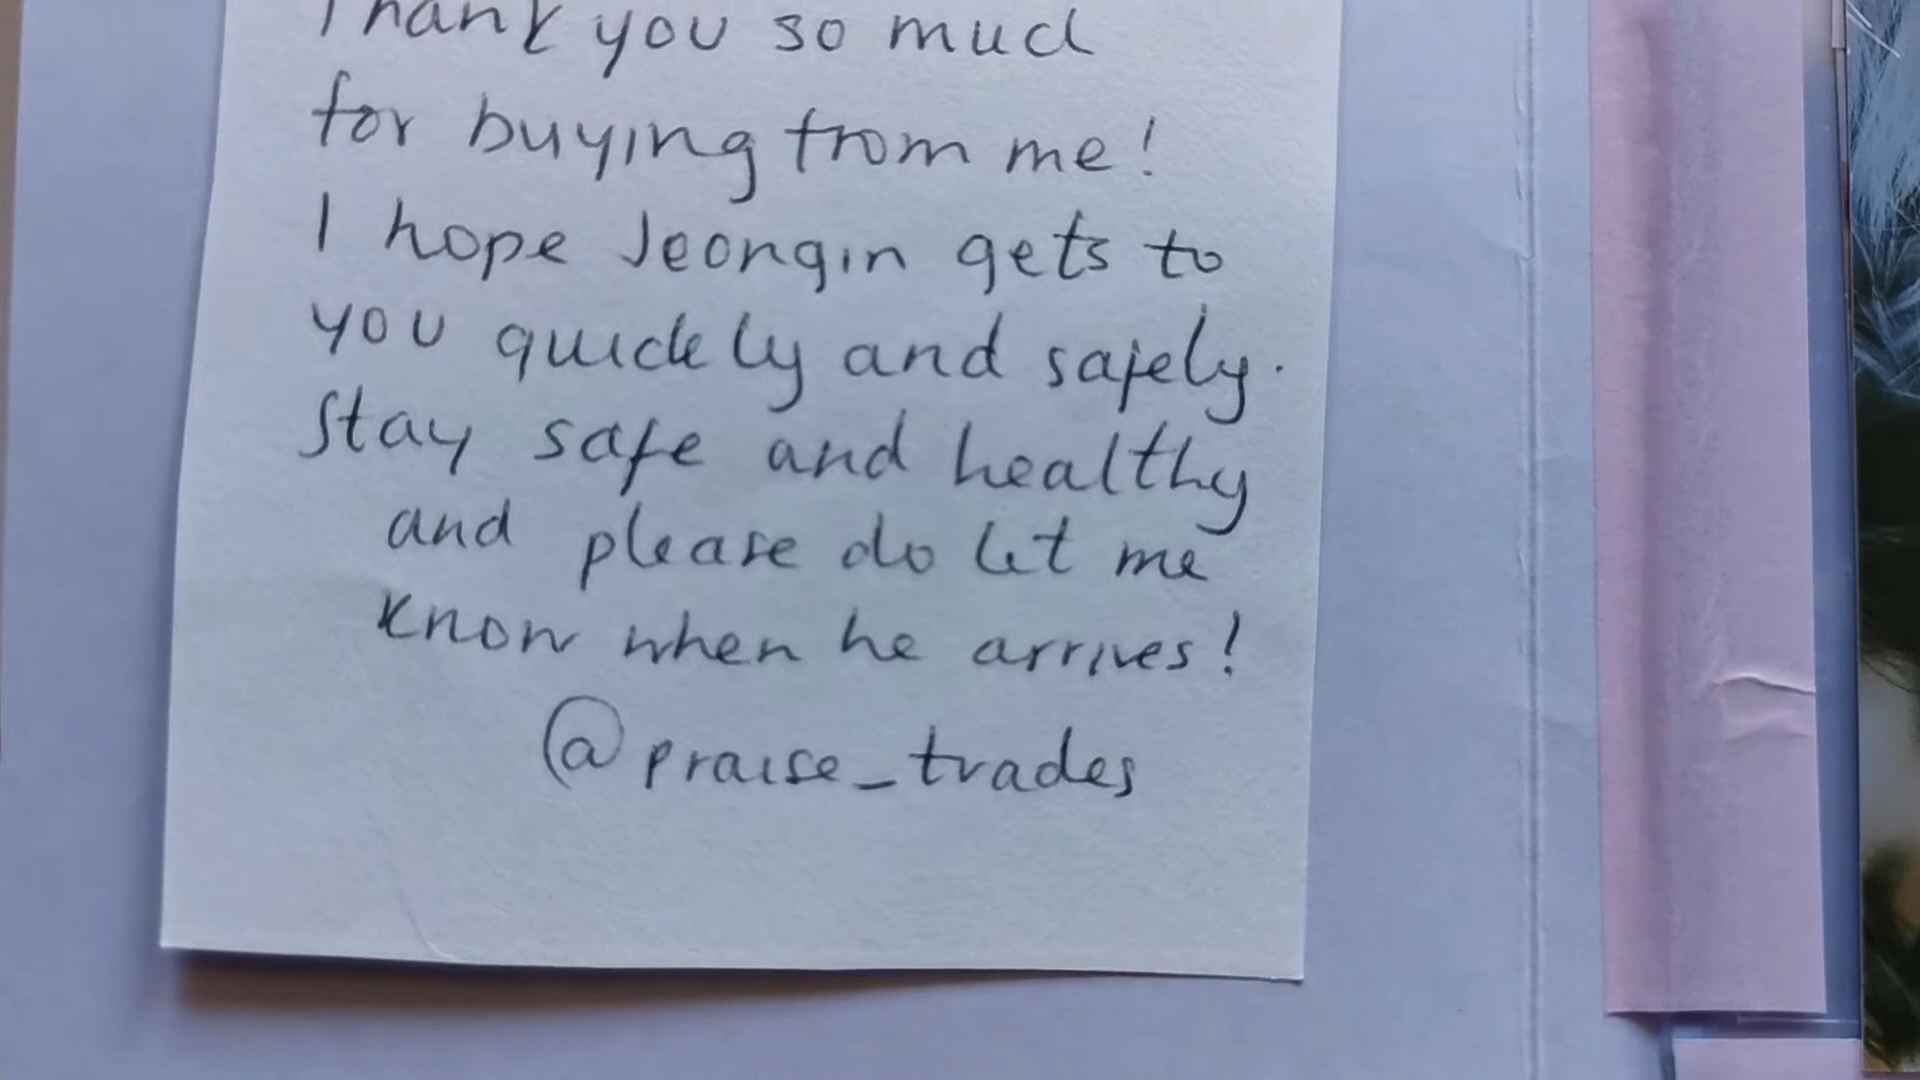 Thank you so much
for buying from me!
I hope Jeongin gets to
you quickly and safely.
Stay safe and healthy
and please do let me
know when he arrives!
@praise_trades